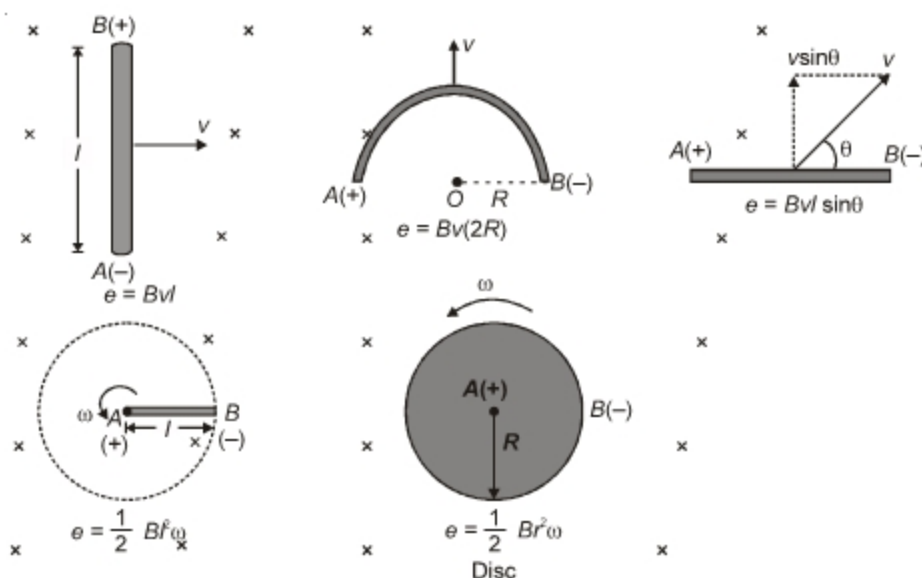 B(+)
l
v
A(–)
e = Bvl
v
A(+)
O
R
B(–)
e = Bv(2R)
vsinθ
v
A(+)
θ
B(–)
e = Bvl sinθ
ω
A
(+)
l
B
(–)
e = 1/2 Bl²ω
ω
A(+)
B(–)
R
e = 1/2 Br²ω
Disc